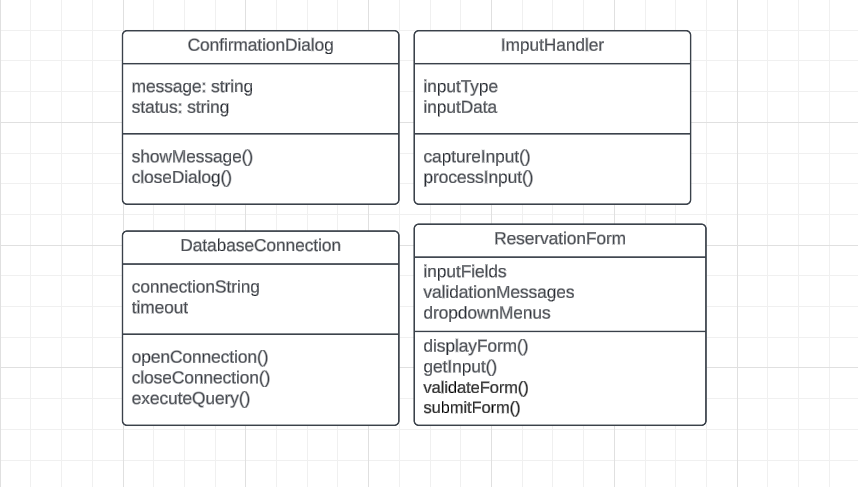 ConfirmationDialog
message: string
status: string
showMessage()
closeDialog()
ImputHandler
inputType
inputData
captureInput()
processInput()
DatabaseConnection
connectionString
timeout
openConnection()
closeConnection()
executeQuery()
ReservationForm
inputFields
validationMessages
dropdownMenus
displayForm()
getInput()
validateForm()
submitForm()